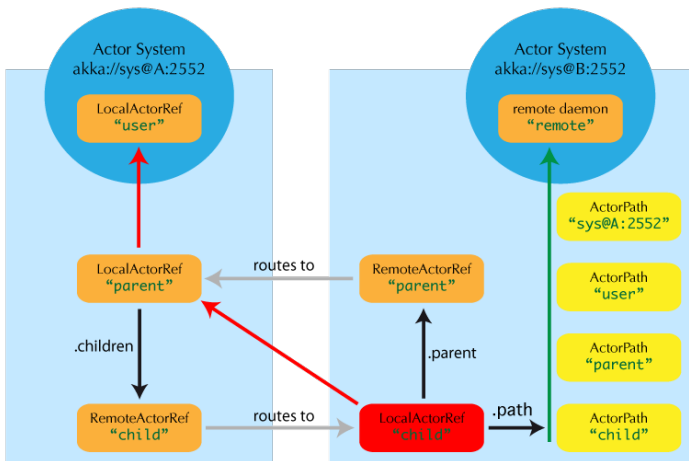 Actor System
akka://sys@A:2552
LocalActorRef
“user”
Actor System
akka://sys@B:2552
remote daemon
“remote”
ActorPath
“sys@A:2552”
LocalActorRef
“parent”
routes to
RemoteActorRef
“parent”
ActorPath
“user”
.children
.parent
ActorPath
“parent”
RemoteActorRef
“child”
routes to
LocalActorRef
“child”
.path
ActorPath
“child”